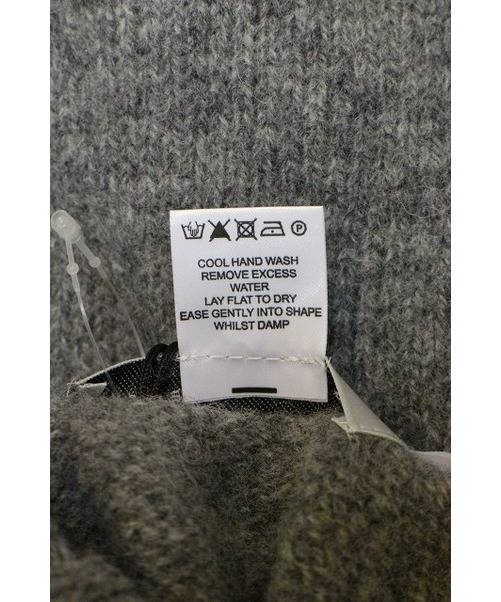 P
COOL HAND WASH
REMOVE EXCESS
WATER
LAY FLAT TO DRY
EASE GENTLY INTO SHAPE
WHILST DAMP